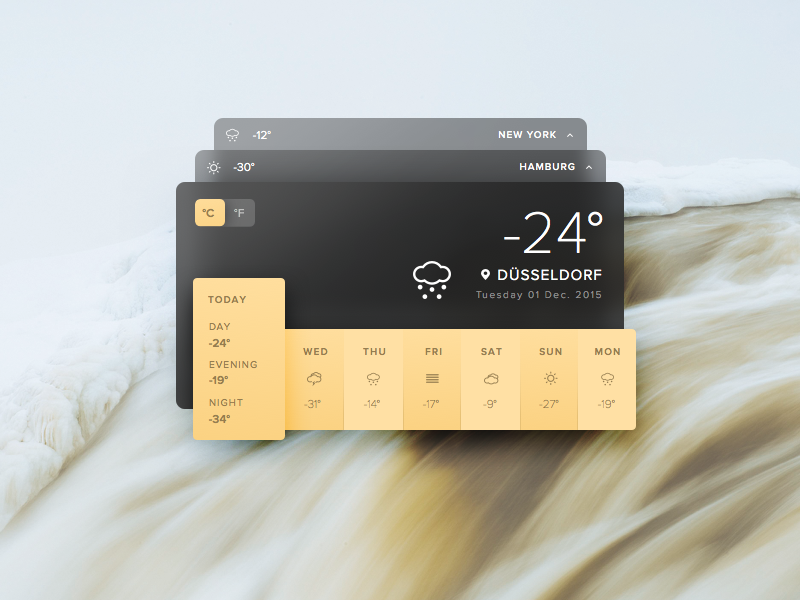 -12° NEW YORK
-30° HAMBURG
°C °F
-24°
DÜSSELDORF
Tuesday 01 Dec. 2015
TODAY
DAY
-24°
EVENING
-19°
NIGHT
-34°
WED THU FRI SAT SUN MON
-31° -14° -17° -9° -27° -19°